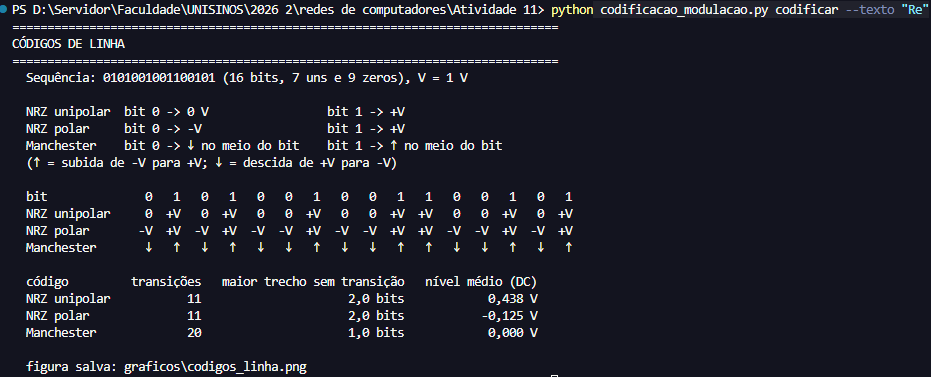 PS D:\Servidor\Faculdade\UNISINOS\2026 2\redes de computadores\Atividade 11> python codificacao_modulacao.py codificar --texto "Re"
==============================================================================
CÓDIGOS DE LINHA
==============================================================================
Sequência: 0101001001100101 (16 bits, 7 uns e 9 zeros), V = 1 V
NRZ unipolar bit 0 -> 0 V bit 1 -> +V
NRZ polar bit 0 -> -V bit 1 -> +V
Manchester bit 0 -> ↓ no meio do bit bit 1 -> ↑ no meio do bit
(↑ = subida de -V para +V; ↓ = descida de +V para -V)
bit 0 1 0 1 0 0 1 0 0 1 1 0 0 1 0 1
NRZ unipolar 0 +V 0 +V 0 0 +V 0 0 +V +V 0 0 +V 0 +V
NRZ polar -V +V -V +V -V -V +V -V -V +V +V -V -V +V -V +V
Manchester ↓ ↑ ↓ ↑ ↓ ↓ ↑ ↓ ↓ ↑ ↑ ↓ ↓ ↑ ↓ ↑
código transições maior trecho sem transição nível médio (DC)
NRZ unipolar 11 2,0 bits 0,438 V
NRZ polar 11 2,0 bits -0,125 V
Manchester 20 1,0 bits 0,000 V
figura salva: graficos\codigos_linha.png